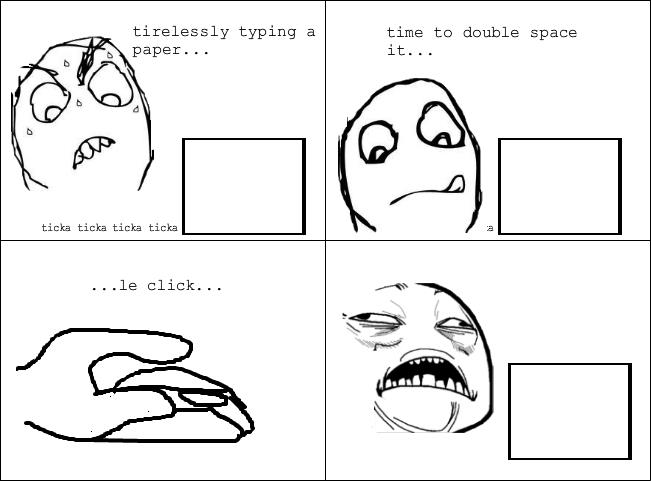 tirelessly typing a
paper...
ticka ticka ticka ticka
time to double space
it...
a
...le click...